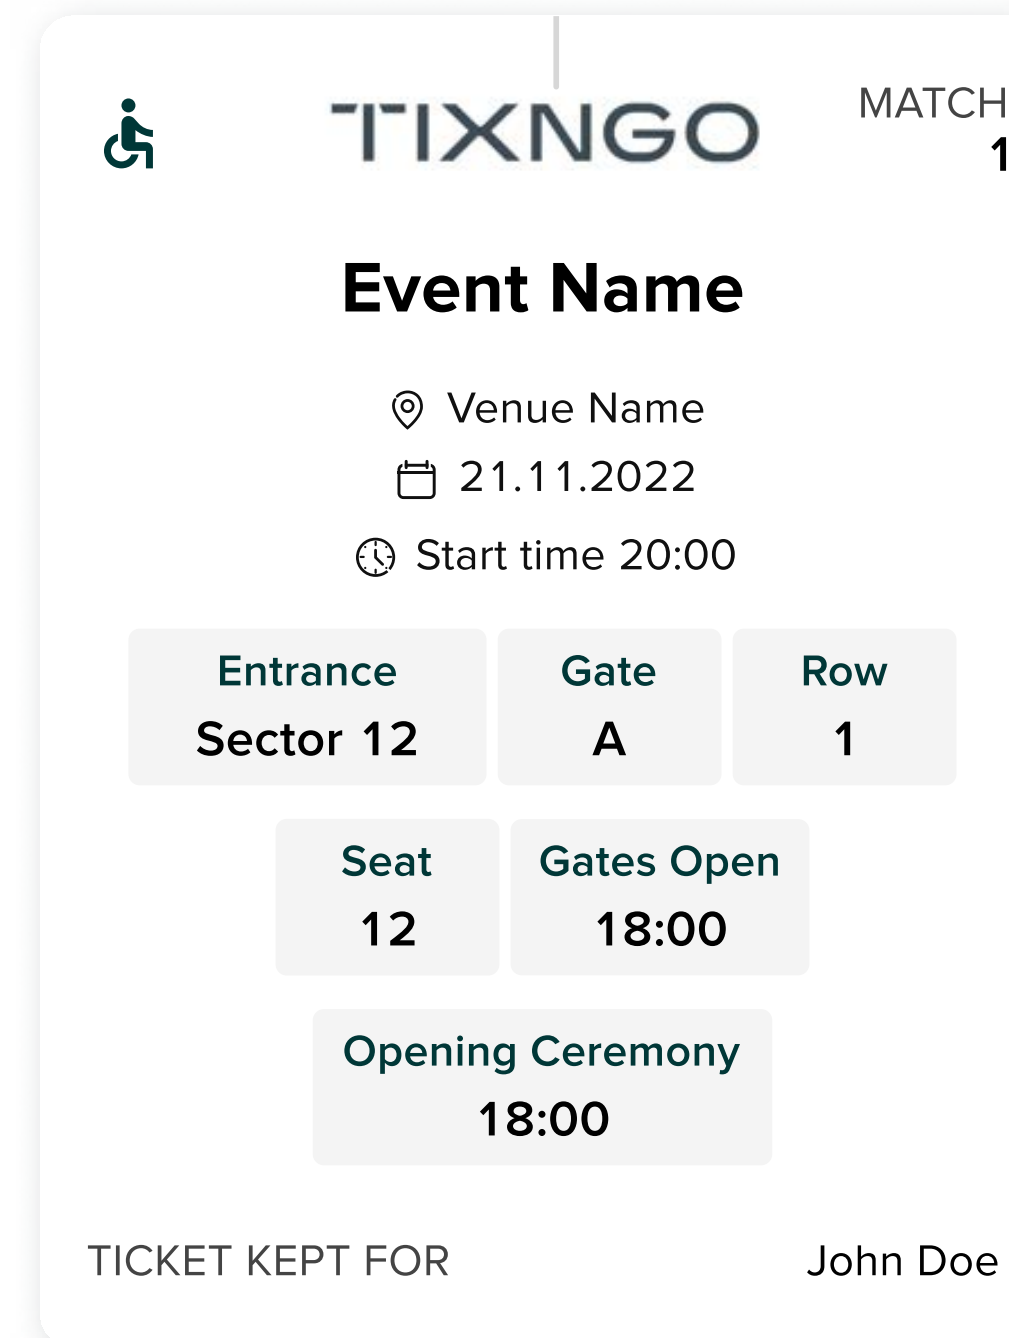 TIXNGO
MATCH
1
Event Name
Venue Name
21.11.2022
Start time 20:00
Entrance Gate Row
Sector 12 A 1
Seat Gates Open
12 18:00
Opening Ceremony
18:00
TICKET KEPT FOR John Doe